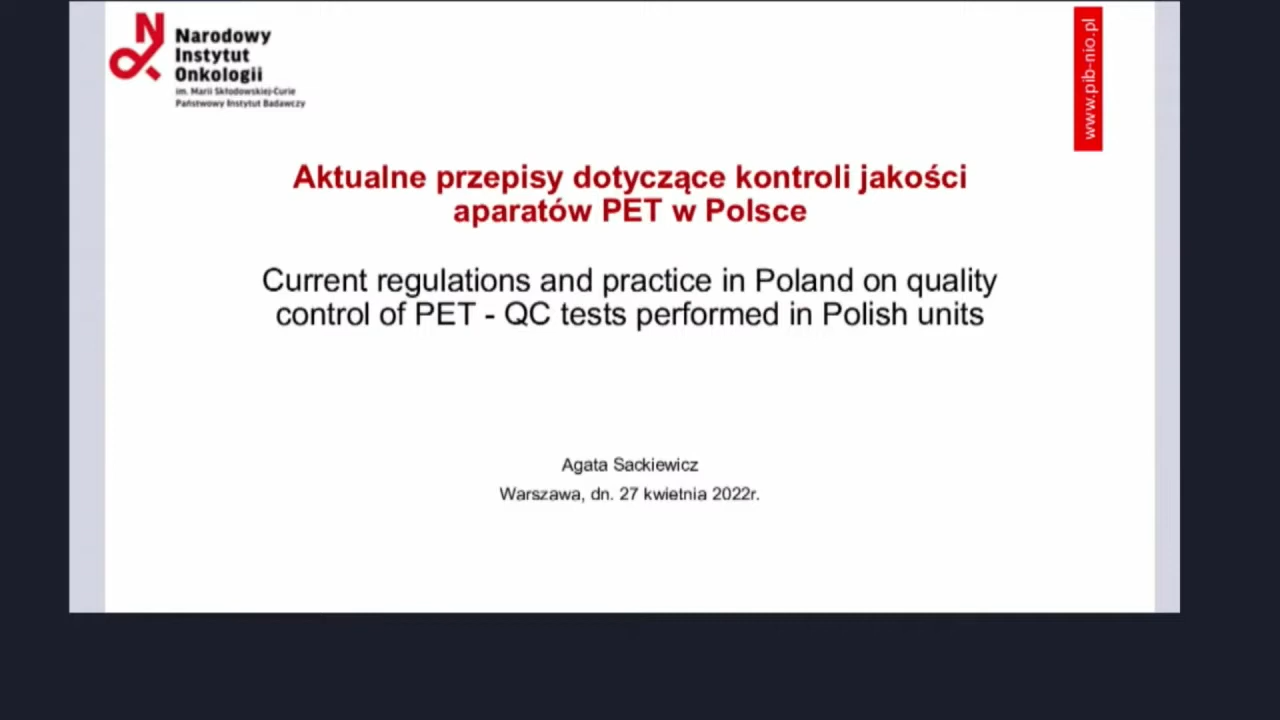 Narodowy
Instytut
Onkologii
im. Marii Skłodowskiej-Curie
Państwowy Instytut Badawczy
www.pib-nio.pl
Aktualne przepisy dotyczące kontroli jakości
aparatów PET w Polsce
Current regulations and practice in Poland on quality
control of PET - QC tests performed in Polish units
Agata Sackiewicz
Warszawa, dn. 27 kwietnia 2022r.